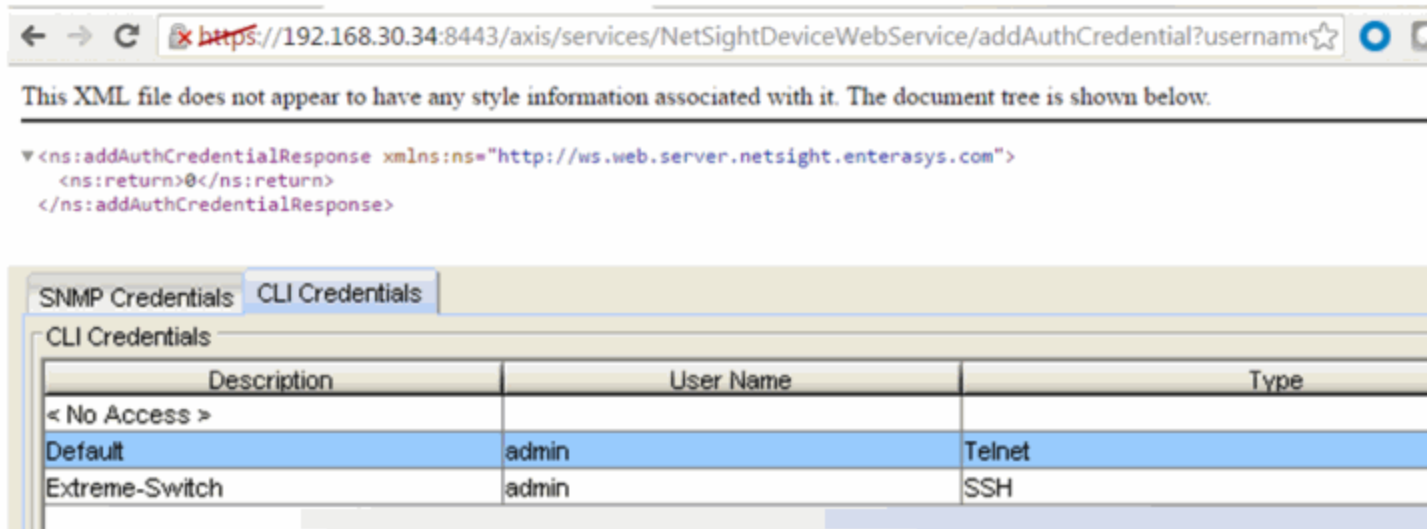 https://192.168.30.34:8443/axis/services/NetSightDeviceWebService/addAuthCredential?usernam
This XML file does not appear to have any style information associated with it. The document tree is shown below.
▼<ns:addAuthCredentialResponse xmlns:ns="http://ws.web.server.netsight.enterasys.com">
<ns:return>0</ns:return>
</ns:addAuthCredentialResponse>
SNMP Credentials CLI Credentials
CLI Credentials
Description User Name Type
< No Access >
Default admin Telnet
Extreme-Switch admin SSH